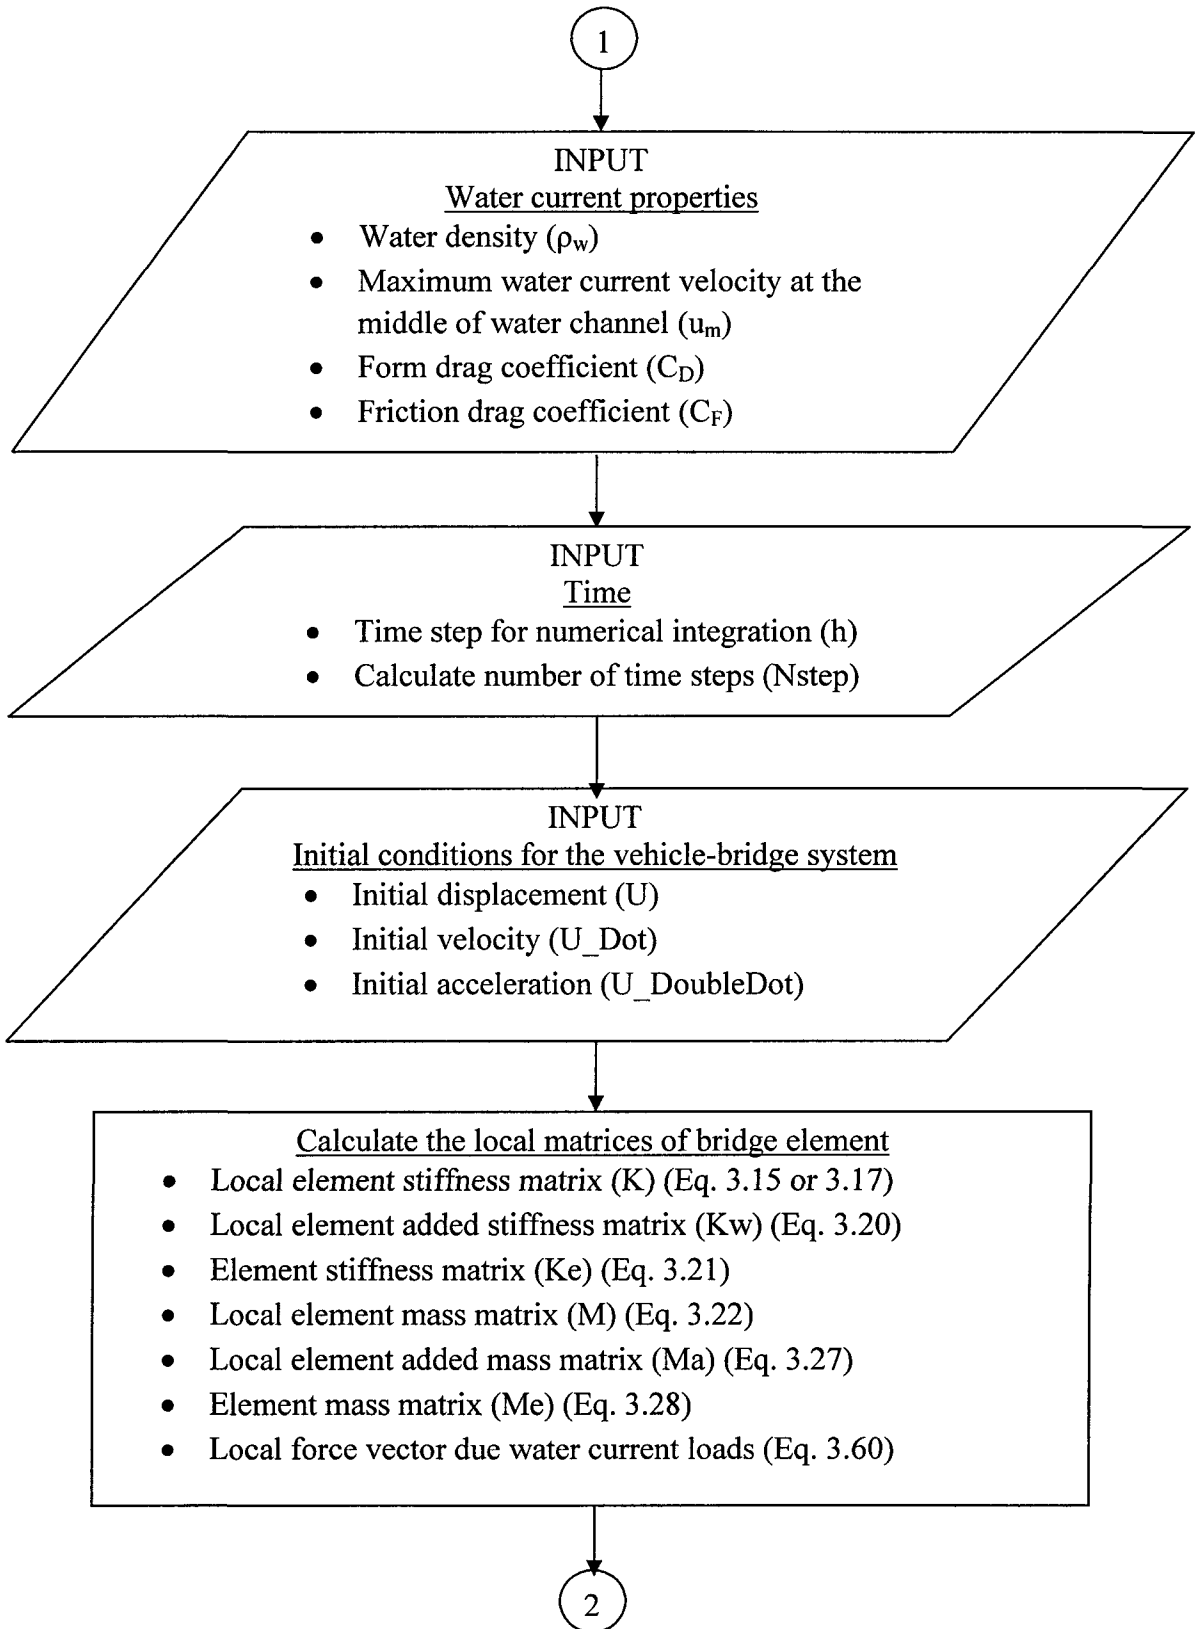 1
INPUT
Water current properties
• Water density (ρw)
• Maximum water current velocity at the
middle of water channel (um)
• Form drag coefficient (CD)
• Friction drag coefficient (CF)
INPUT
Time
• Time step for numerical integration (h)
• Calculate number of time steps (Nstep)
INPUT
Initial conditions for the vehicle-bridge system
• Initial displacement (U)
• Initial velocity (U_Dot)
• Initial acceleration (U_DoubleDot)
Calculate the local matrices of bridge element
• Local element stiffness matrix (K) (Eq. 3.15 or 3.17)
• Local element added stiffness matrix (Kw) (Eq. 3.20)
• Element stiffness matrix (Ke) (Eq. 3.21)
• Local element mass matrix (M) (Eq. 3.22)
• Local element added mass matrix (Ma) (Eq. 3.27)
• Element mass matrix (Me) (Eq. 3.28)
• Local force vector due water current loads (Eq. 3.60)
2